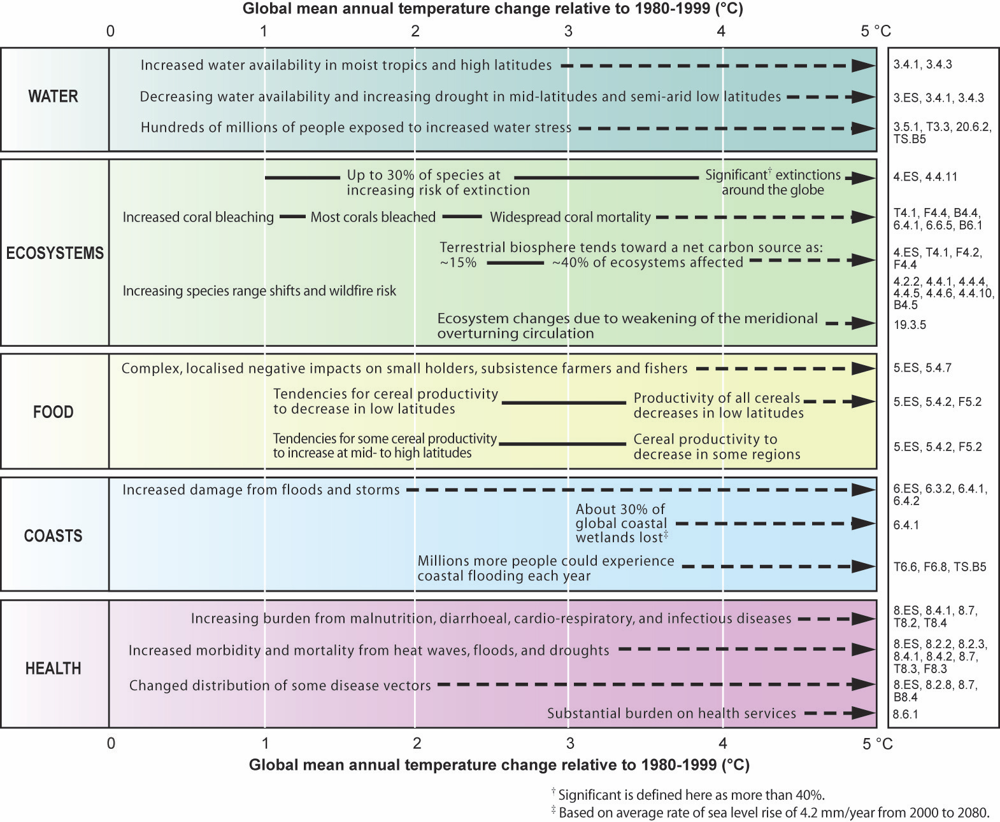 Global mean annual temperature change relative to 1980-1999 (°C)
0 1 2 3 4 5 °C
WATER
Increased water availability in moist tropics and high latitudes
3.4.1, 3.4.3
Decreasing water availability and increasing drought in mid-latitudes and semi-arid low latitudes
3.ES, 3.4.1, 3.4.3
Hundreds of millions of people exposed to increased water stress
3.5.1, T3.3, 20.6.2,
TS.B5
ECOSYSTEMS
Up to 30% of species at
increasing risk of extinction
Significant† extinctions
around the globe
4.ES, 4.4.11
Increased coral bleaching Most corals bleached Widespread coral mortality
T4.1, F4.4, B4.4,
6.4.1, 6.6.5, B6.1
Terrestrial biosphere tends toward a net carbon source as:
~15% ~40% of ecosystems affected
4.ES, T4.1, F4.2,
F4.4
Increasing species range shifts and wildfire risk
4.2.2, 4.4.1, 4.4.4,
4.4.5, 4.4.6, 4.4.10,
B4.5
Ecosystem changes due to weakening of the meridional
overturning circulation
19.3.5
FOOD
Complex, localised negative impacts on small holders, subsistence farmers and fishers
5.ES, 5.4.7
Tendencies for cereal productivity
to decrease in low latitudes
Productivity of all cereals
decreases in low latitudes
5.ES, 5.4.2, F5.2
Tendencies for some cereal productivity
to increase at mid- to high latitudes
Cereal productivity to
decrease in some regions
5.ES, 5.4.2, F5.2
COASTS
Increased damage from floods and storms
6.ES, 6.3.2, 6.4.1,
6.4.2
About 30% of
global coastal
wetlands lost‡
6.4.1
Millions more people could experience
coastal flooding each year
T6.6, F6.8, TS.B5
HEALTH
Increasing burden from malnutrition, diarrhoeal, cardio-respiratory, and infectious diseases
8.ES, 8.4.1, 8.7,
T8.2, T8.4
Increased morbidity and mortality from heat waves, floods, and droughts
8.ES, 8.2.2, 8.2.3,
8.4.1, 8.4.2, 8.7,
T8.3, F8.3
Changed distribution of some disease vectors
8.ES, 8.2.8, 8.7,
B8.4
Substantial burden on health services
8.6.1
0 1 2 3 4 5 °C
Global mean annual temperature change relative to 1980-1999 (°C)
† Significant is defined here as more than 40%.
‡ Based on average rate of sea level rise of 4.2 mm/year from 2000 to 2080.